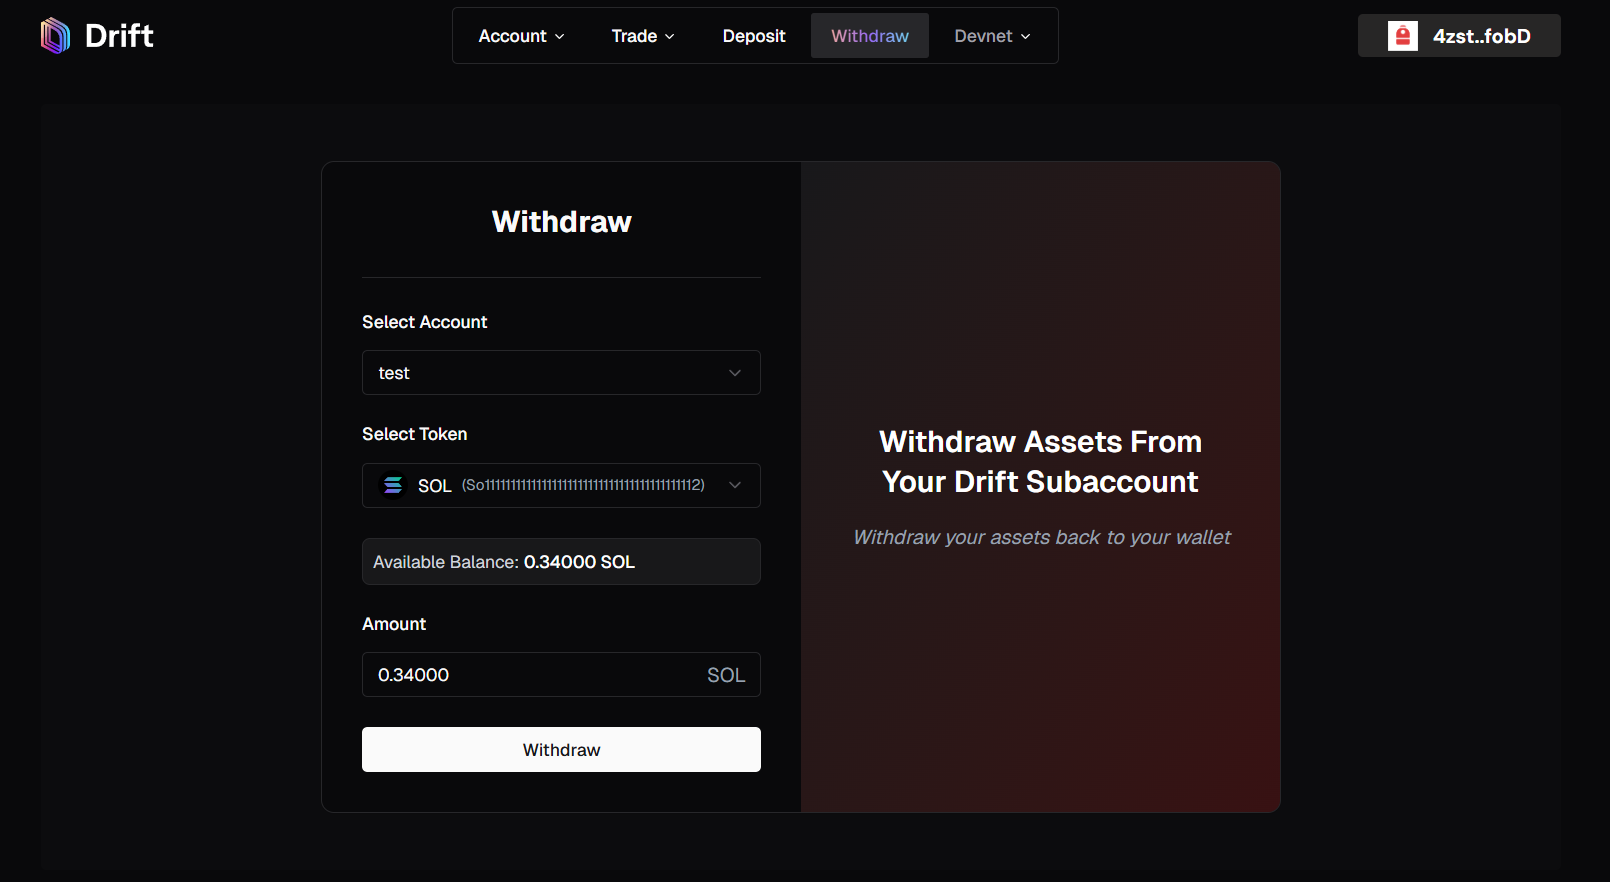 Drift
Account
Trade
Deposit
Withdraw
Devnet
4zst..fobD
Withdraw
Select Account
test
Select Token
SOL (So11111111111111111111111111111111111111112)
Available Balance: 0.34000 SOL
Amount
0.34000 SOL
Withdraw
Withdraw Assets From
Your Drift Subaccount
Withdraw your assets back to your wallet